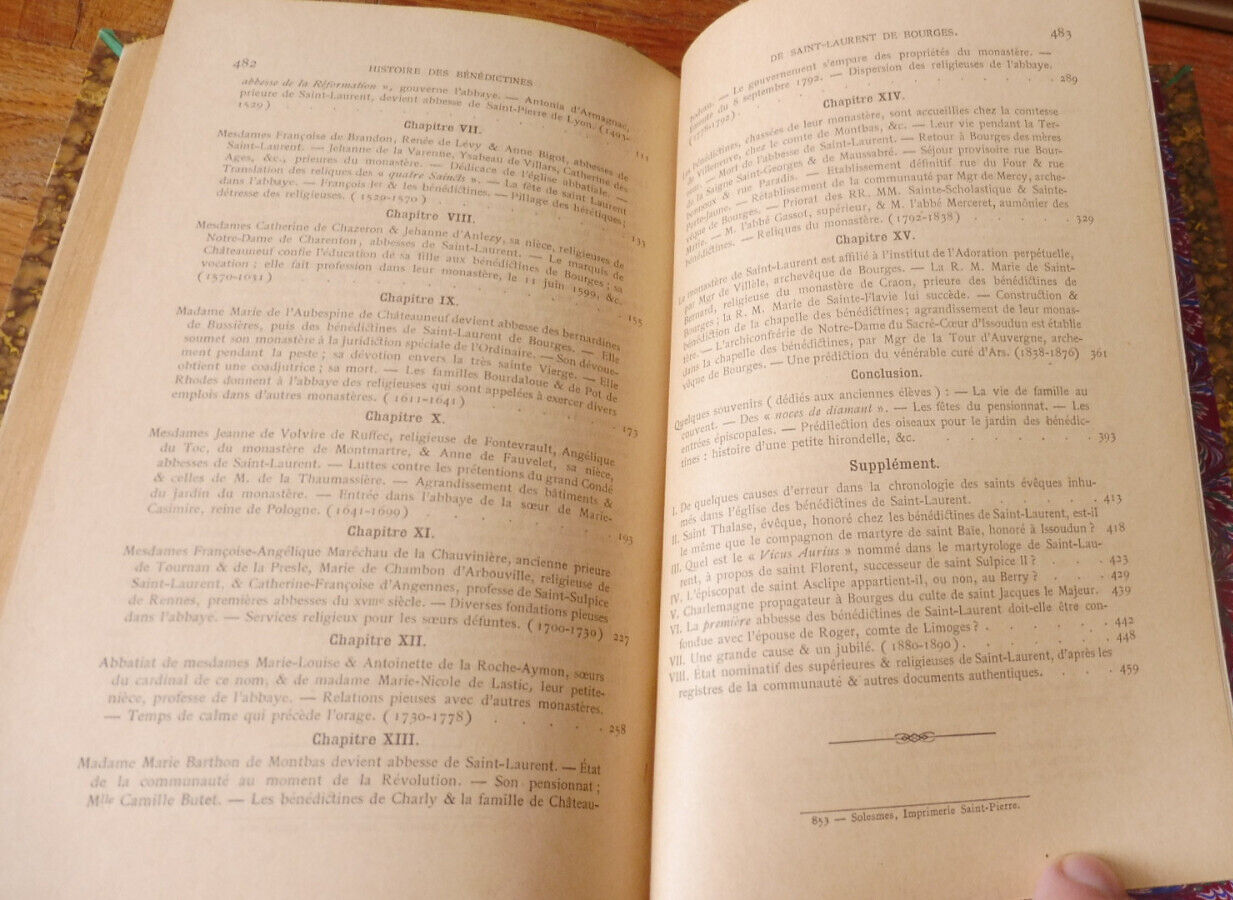 482
HISTOIRE DES BÉNÉDICTINES
abbesse de la Réformation », gouverne l'abbaye. — Antonia d'Armagnac,
prieure de Saint-Laurent, devient abbesse de Saint-Pierre de Lyon. (1493-
1529) 111
Chapitre VII.
Mesdames Françoise de Brandon, Renée de Lévy & Anne Bigot, abbesses de
Saint-Laurent. — Jehanne de la Varenne, Ysabeau de Villars, Catherine des
Ages, &c., prieures du monastère. — Dédicace de l'église abbatiale. —
Translation des reliques des « quatre Saincts ». — La fête de saint Laurent
dans l'abbaye. — François Ier & les bénédictines. — Pillage des hérétiques;
détresse des religieuses. (1529-1570) 133
Chapitre VIII.
Mesdames Catherine de Chazeron & Jehanne d'Anlezy, sa nièce, religieuses de
Notre-Dame de Charenton, abbesses de Saint-Laurent. — Le marquis de
Châteauneuf confie l'éducation de sa fille aux bénédictines de Bourges; sa
vocation; elle fait profession dans leur monastère, le 11 juin 1599, &c.
(1570-1631) 155
Chapitre IX.
Madame Marie de l'Aubespine de Châteauneuf devient abbesse des bernardines
de Bussières, puis des bénédictines de Saint-Laurent de Bourges. — Elle
soumet son monastère à la juridiction spéciale de l'Ordinaire. — Son dévoue-
ment pendant la peste; sa dévotion envers la très sainte Vierge. — Elle
obtient une coadjutrice; sa mort. — Les familles Bourdaloue & de Pot de
Rhodes donnent à l'abbaye des religieuses qui sont appelées à exercer divers
emplois dans d'autres monastères. (1611-1641) 173
Chapitre X.
Mesdames Jeanne de Volvire de Ruffec, religieuse de Fontevrault, Angélique
du Toc, du monastère de Montmartre, & Anne de Fauvelet, sa nièce,
abbesses de Saint-Laurent. — Luttes contre les prétentions du grand Condé
& celles de M. de la Thaumassière. — Agrandissement des bâtiments &
du jardin du monastère. — Entrée dans l'abbaye de la sœur de Marie-
Casimire, reine de Pologne. (1641-1699) 193
Chapitre XI.
Mesdames Françoise-Angélique Maréchau de la Chauvinière, ancienne prieure
de Tournan & de la Presle, Marie de Chambon d'Arbouville, religieuse de
Saint-Laurent, & Catherine-Françoise d'Angennes, professe de Saint-Sulpice
de Rennes, premières abbesses du XVIIIe siècle. — Diverses fondations pieuses
dans l'abbaye. — Services religieux pour les sœurs défuntes. (1700-1730) 227
Chapitre XII.
Abbatiat de mesdames Marie-Louise & Antoinette de la Roche-Aymon, sœurs
du cardinal de ce nom, & de madame Marie-Nicole de Lastic, leur petite-
nièce, professe de l'abbaye. — Relations pieuses avec d'autres monastères.
— Temps de calme qui précède l'orage. (1730-1778) 258
Chapitre XIII.
Madame Marie Barthon de Montbas devient abbesse de Saint-Laurent. — État
de la communauté au moment de la Révolution. — Son pensionnat;
Mlle Camille Butet. — Les bénédictines de Charly & la famille de Château-
DE SAINT-LAURENT DE BOURGES.
483
— Le gouvernement s'empare des propriétés du monastère. —
du 8 septembre 1792. — Dispersion des religieuses de l'abbaye.
(1778-1792) 289
Chapitre XIV.
bénédictines, chassées de leur monastère, sont accueillies chez la comtesse
de Villeneuve, chez le comte de Montbas, &c. — Leur vie pendant la Ter-
— Mort de l'abbesse de Saint-Laurent. — Retour à Bourges des mères
de la Saigne Saint-Georges & de Maussabré. — Séjour provisoire rue Bour-
bonnoux & rue Paradis. — Etablissement définitif rue du Four & rue
Porte-Jaune. — Rétablissement de la communauté par Mgr de Mercy, arche-
vêque de Bourges. — Priorat des RR. MM. Sainte-Scholastique & Sainte-
— M. l'abbé Gassot, supérieur, & M. l'abbé Merceret, aumônier des
bénédictines. — Reliques du monastère. (1792-1838) 329
Chapitre XV.
Le monastère de Saint-Laurent est affilié à l'institut de l'Adoration perpétuelle,
par Mgr de Villèle, archevêque de Bourges. — La R. M. Marie de Saint-
Bernard, religieuse du monastère de Craon, prieure des bénédictines de
Bourges; la R. M. Marie de Sainte-Flavie lui succède. — Construction &
bénédiction de la chapelle des bénédictines; agrandissement de leur monas-
tère. — L'archiconfrérie de Notre-Dame du Sacré-Cœur d'Issoudun est établie
dans la chapelle des bénédictines, par Mgr de la Tour d'Auvergne, arche-
vêque de Bourges. — Une prédiction du vénérable curé d'Ars. (1838-1876) 361
Conclusion.
Quelques souvenirs (dédiés aux anciennes élèves) : — La vie de famille au
couvent. — Des « noces de diamant ». — Les fêtes du pensionnat. — Les
entrées épiscopales. — Prédilection des oiseaux pour le jardin des bénédic-
tines : histoire d'une petite hirondelle, &c. 393
Supplément.
I. De quelques causes d'erreur dans la chronologie des saints évêques inhu-
més dans l'église des bénédictines de Saint-Laurent. 413
II. Saint Thalase, évêque, honoré chez les bénédictines de Saint-Laurent, est-il
le même que le compagnon de martyre de saint Baïe, honoré à Issoudun ? 418
III. Quel est le « Vicus Aurius » nommé dans le martyrologe de Saint-Lau-
rent, à propos de saint Florent, successeur de saint Sulpice II ? 423
IV. L'épiscopat de saint Asclipe appartient-il, ou non, au Berry ? 429
V. Charlemagne propagateur à Bourges du culte de saint Jacques le Majeur. 439
VI. La première abbesse des bénédictines de Saint-Laurent doit-elle être con-
fondue avec l'épouse de Roger, comte de Limoges ? 442
VII. Une grande cause & un jubilé. (1880-1890) 448
VIII. État nominatif des supérieures & religieuses de Saint-Laurent, d'après les
registres de la communauté & autres documents authentiques. 459
853 — Solesmes, Imprimerie Saint-Pierre.